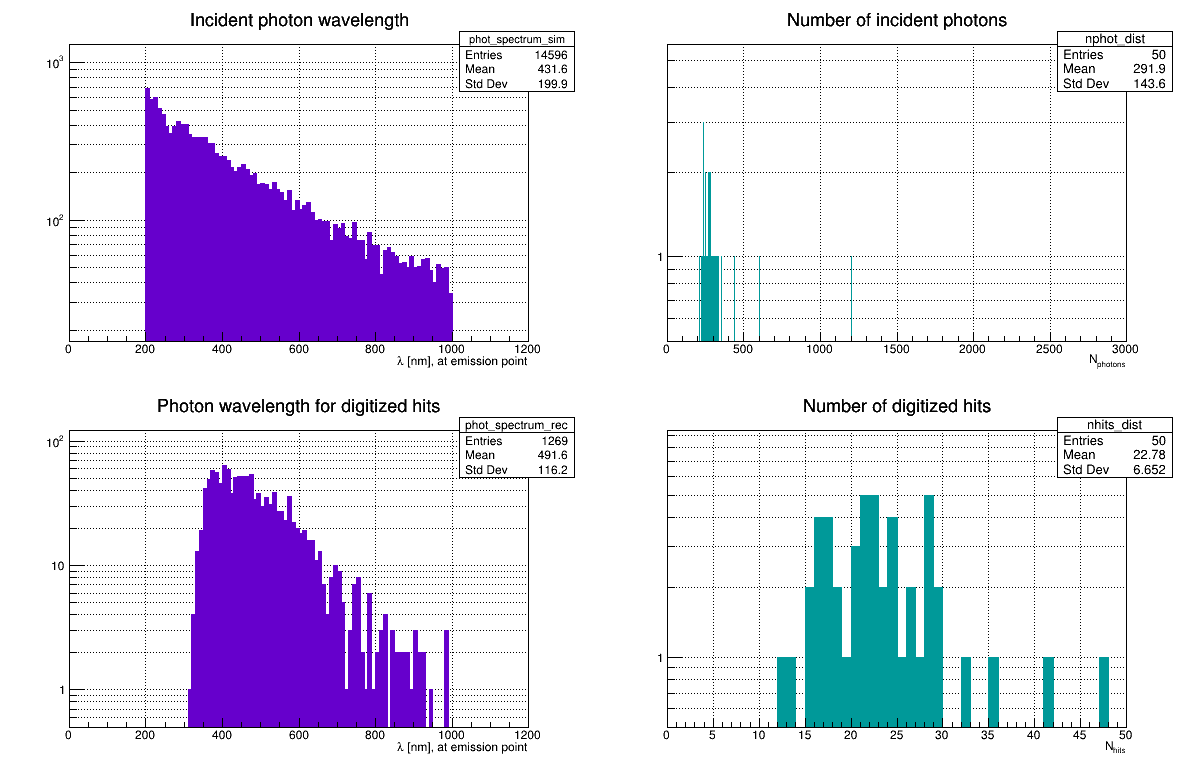 Incident photon wavelength
phot_spectrum_sim
Entries 14596
Mean 431.6
Std Dev 199.9
10³
10²
0 200 400 600 800 1000 1200
λ [nm], at emission point
Number of incident photons
nphot_dist
Entries 50
Mean 291.9
Std Dev 143.6
1
0 500 1000 1500 2000 2500 3000
N_photons
Photon wavelength for digitized hits
phot_spectrum_rec
Entries 1269
Mean 491.6
Std Dev 116.2
10²
10
1
0 200 400 600 800 1000 1200
λ [nm], at emission point
Number of digitized hits
nhits_dist
Entries 50
Mean 22.78
Std Dev 6.652
1
0 5 10 15 20 25 30 35 40 45 50
N_hits